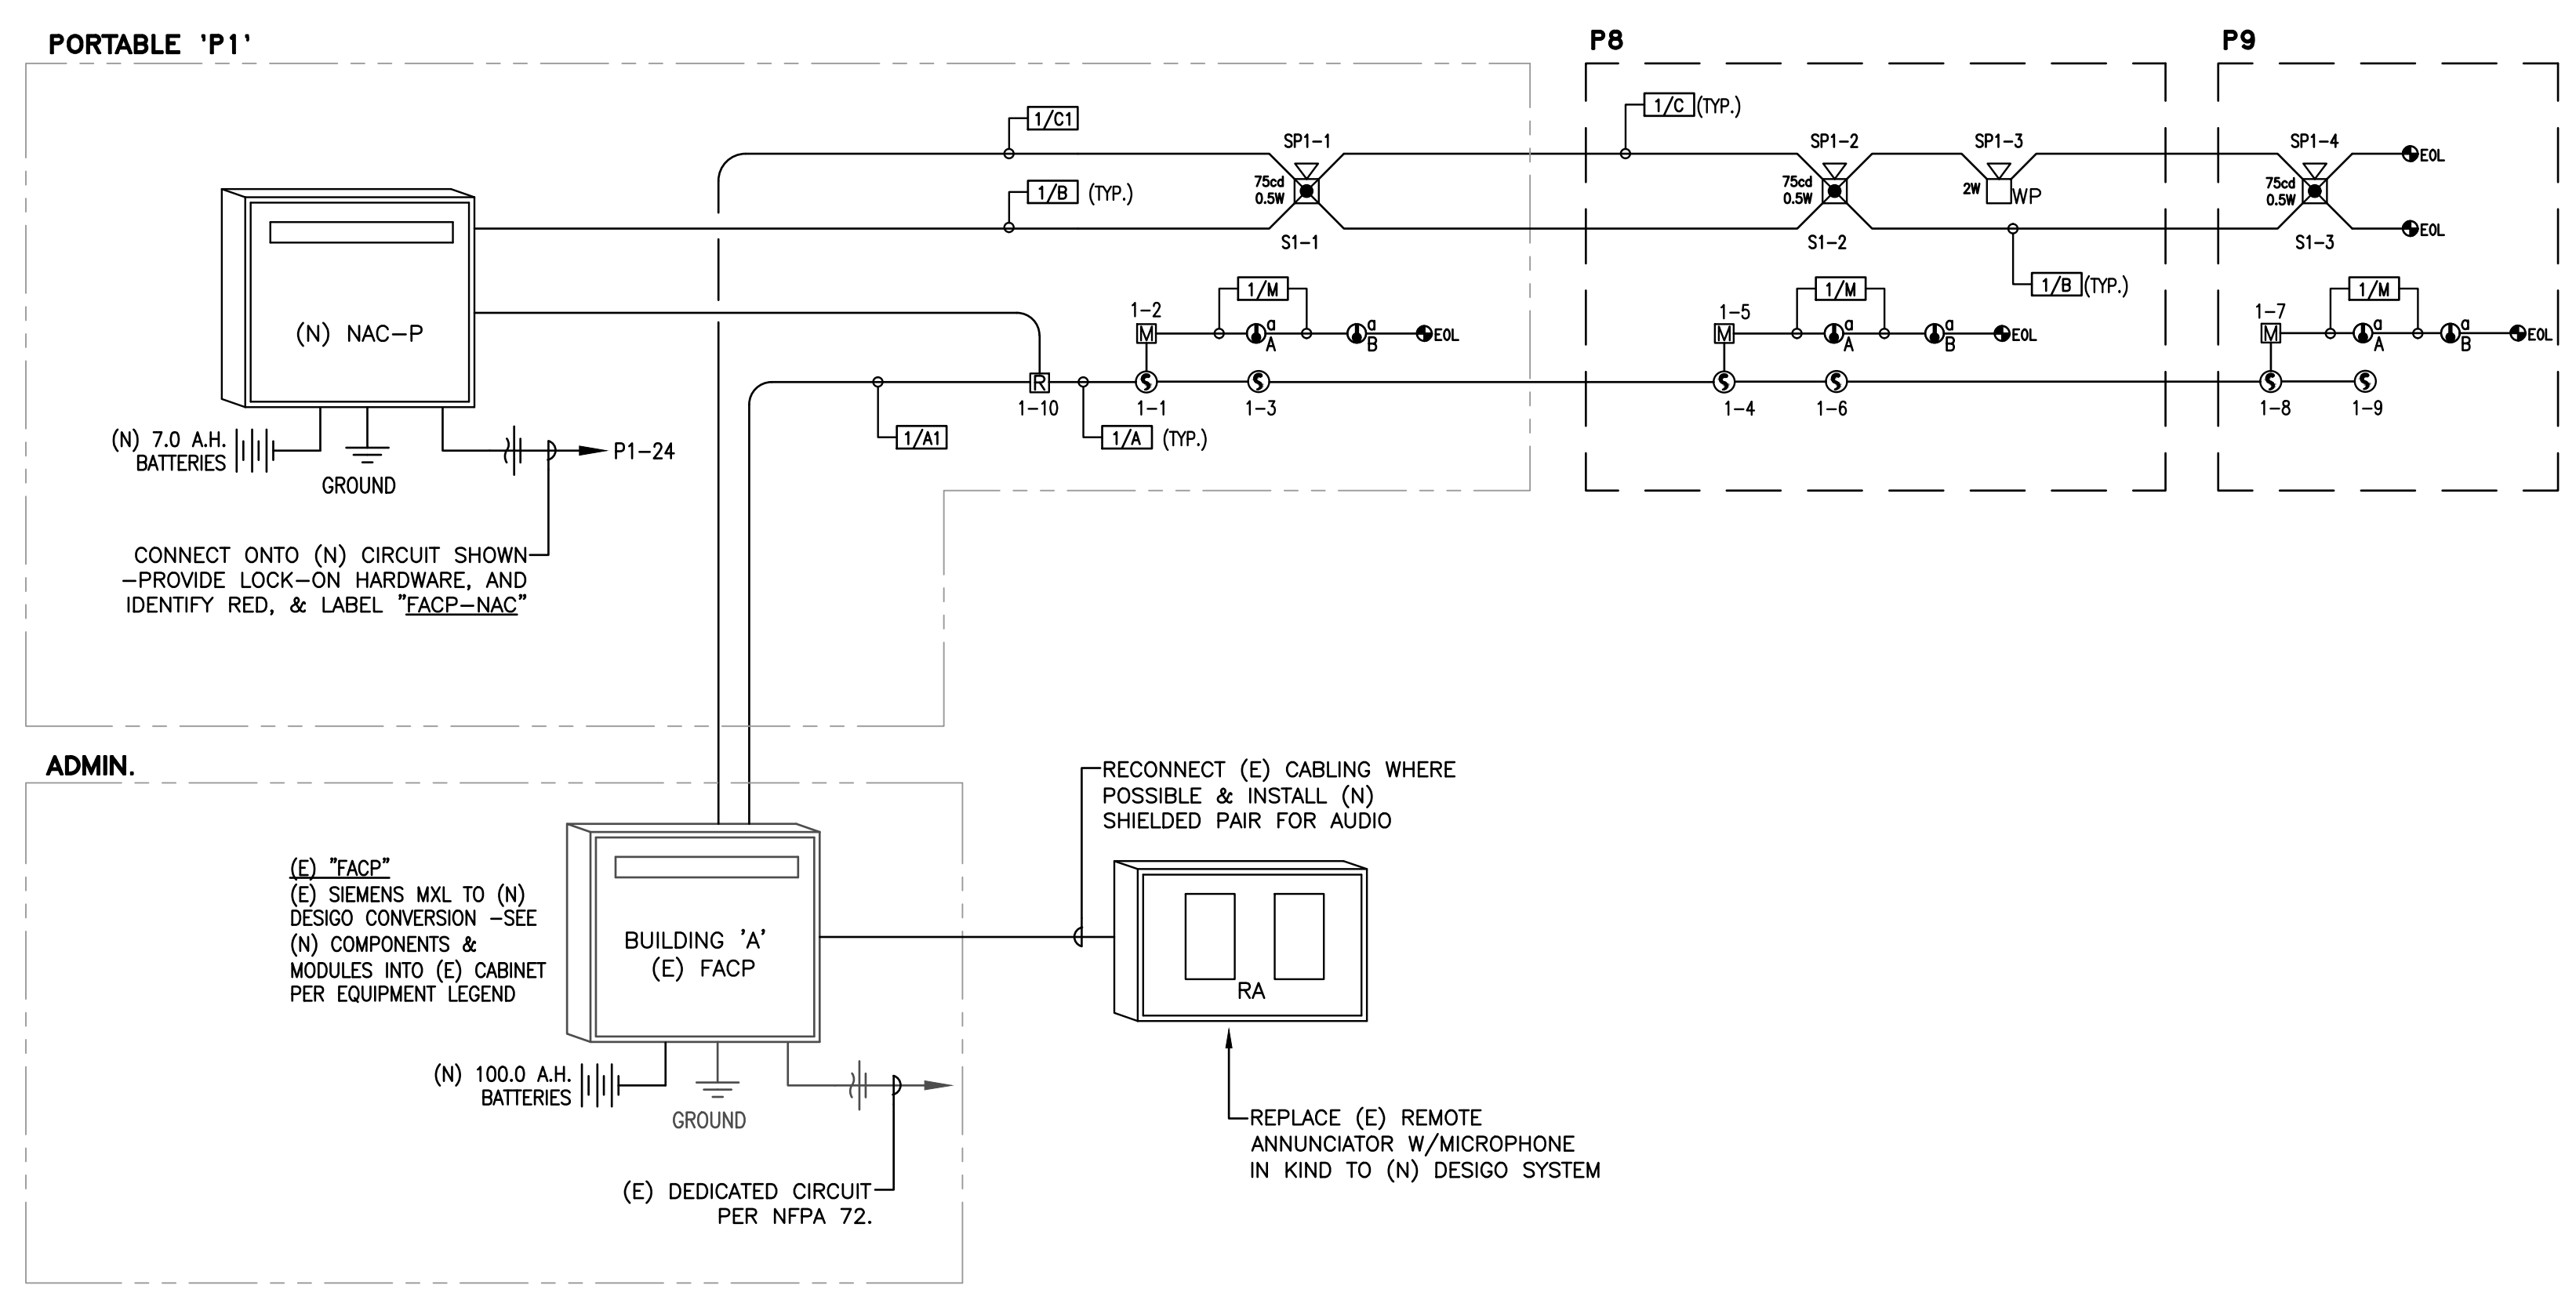 PORTABLE 'P1'
P8
P9
1/C1
1/C (TYP.)
SP1-1
SP1-2
SP1-3
SP1-4
EOL
1/B (TYP.)
75cd
0.5W
75cd
0.5W
2W
WP
75cd
0.5W
S1-1
S1-2
S1-3
EOL
1/B (TYP.)
(N) NAC-P
1-2
M
1/M
a
A
a
B
EOL
1-5
M
1/M
a
A
a
B
EOL
1-7
M
1/M
a
A
a
B
EOL
R
S
S
S
S
S
S
1-10
1-1
1-3
1-4
1-6
1-8
1-9
1/A1
1/A (TYP.)
(N) 7.0 A.H.
BATTERIES
GROUND
P1-24
CONNECT ONTO (N) CIRCUIT SHOWN
-PROVIDE LOCK-ON HARDWARE, AND
IDENTIFY RED, & LABEL "FACP-NAC"
ADMIN.
(E) "FACP"
(E) SIEMENS MXL TO (N)
DESIGO CONVERSION -SEE
(N) COMPONENTS &
MODULES INTO (E) CABINET
PER EQUIPMENT LEGEND
BUILDING 'A'
(E) FACP
RECONNECT (E) CABLING WHERE
POSSIBLE & INSTALL (N)
SHIELDED PAIR FOR AUDIO
RA
(N) 100.0 A.H.
BATTERIES
GROUND
REPLACE (E) REMOTE
ANNUNCIATOR W/MICROPHONE
IN KIND TO (N) DESIGO SYSTEM
(E) DEDICATED CIRCUIT
PER NFPA 72.